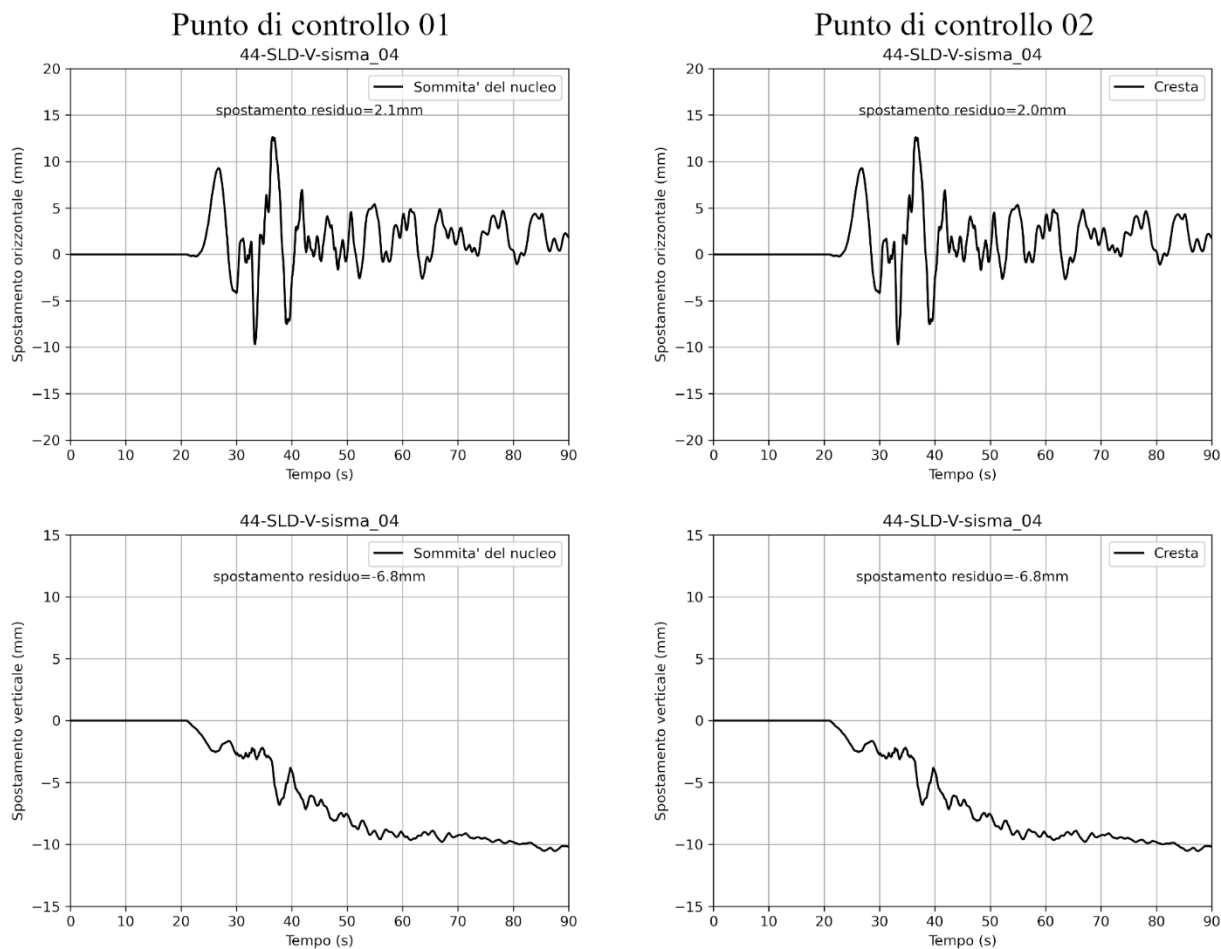 Punto di controllo 01
44-SLD-V-sisma_04
Sommita' del nucleo
spostamento residuo=2.1mm
Spostamento orizzontale (mm)
20
15
10
5
0
−5
−10
−15
−20
0 10 20 30 40 50 60 70 80 90
Tempo (s)
Punto di controllo 02
44-SLD-V-sisma_04
Cresta
spostamento residuo=2.0mm
Spostamento orizzontale (mm)
20
15
10
5
0
−5
−10
−15
−20
0 10 20 30 40 50 60 70 80 90
Tempo (s)
44-SLD-V-sisma_04
Sommita' del nucleo
spostamento residuo=-6.8mm
Spostamento verticale (mm)
15
10
5
0
−5
−10
−15
0 10 20 30 40 50 60 70 80 90
Tempo (s)
44-SLD-V-sisma_04
Cresta
spostamento residuo=-6.8mm
Spostamento verticale (mm)
15
10
5
0
−5
−10
−15
0 10 20 30 40 50 60 70 80 90
Tempo (s)